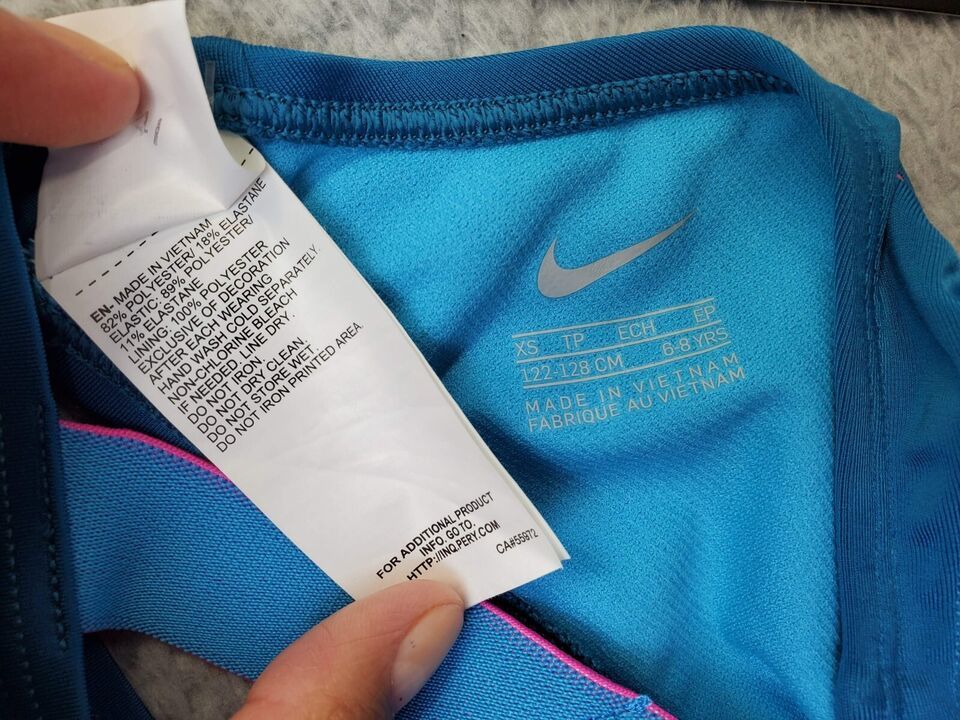 EN- MADE IN VIETNAM
82% POLYESTER/ 18% ELASTANE
ELASTIC: 89% POLYESTER/
11% ELASTANE
LINING: 100% POLYESTER
EXCLUSIVE OF DECORATION
AFTER EACH WEARING
HAND WASH COLD SEPARATELY.
NON-CHLORINE BLEACH
IF NEEDED LINE DRY.
DO NOT IRON.
DO NOT DRY CLEAN.
DO NOT STORE WET.
DO NOT IRON PRINTED AREA
FOR ADDITIONAL PRODUCT
INFO, GO TO.
HTTP://INQ.PERY.COM
CA#55972
XS TP ECH EP
122-128 CM 6-8 YRS
MADE IN VIETNAM
FABRIQUE AU VIETNAM